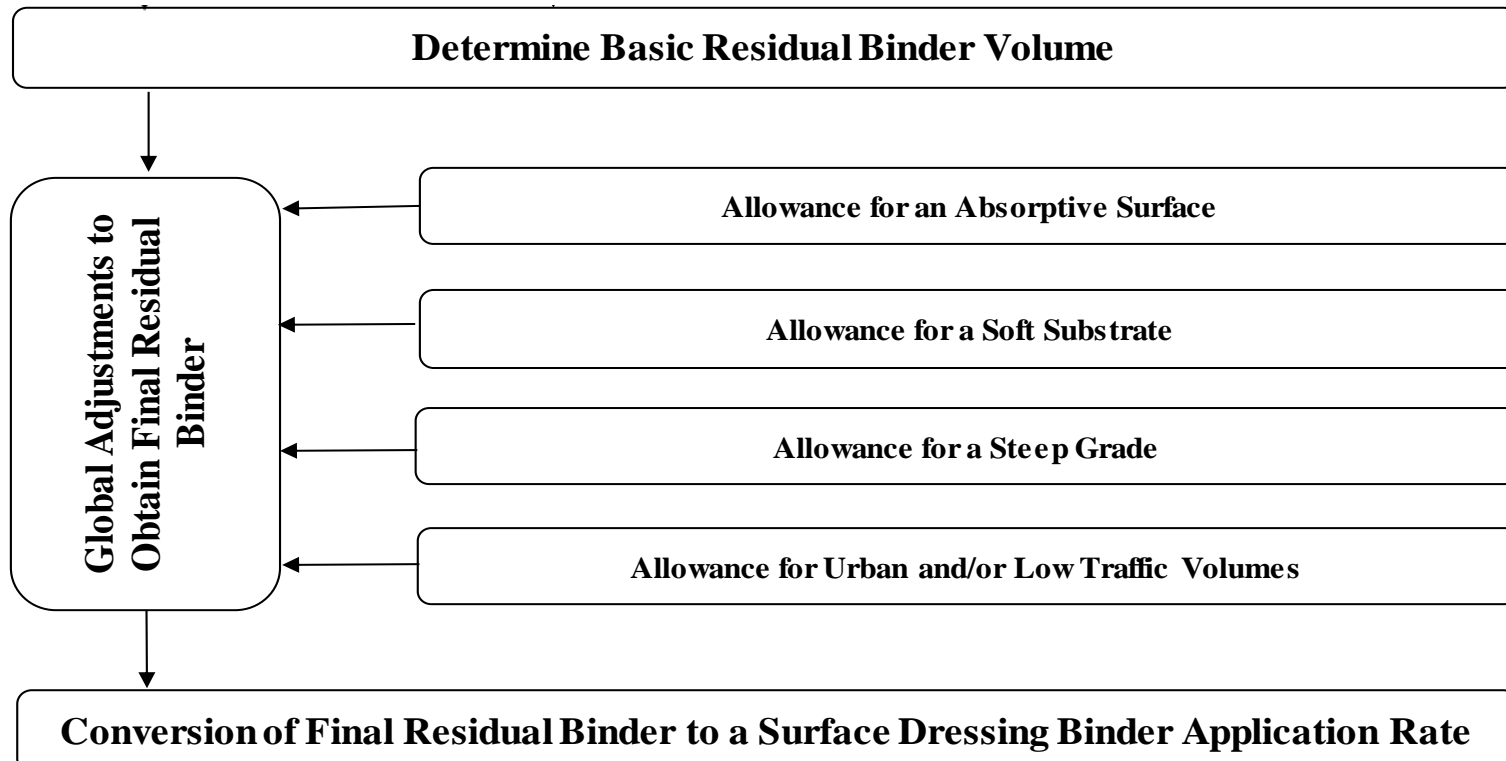 Determine Basic Residual Binder Volume
Global Adjustments to
Obtain Final Residual
Binder
Allowance for an Absorptive Surface
Allowance for a Soft Substrate
Allowance for a Steep Grade
Allowance for Urban and/or Low Traffic Volumes
Conversion of Final Residual Binder to a Surface Dressing Binder Application Rate